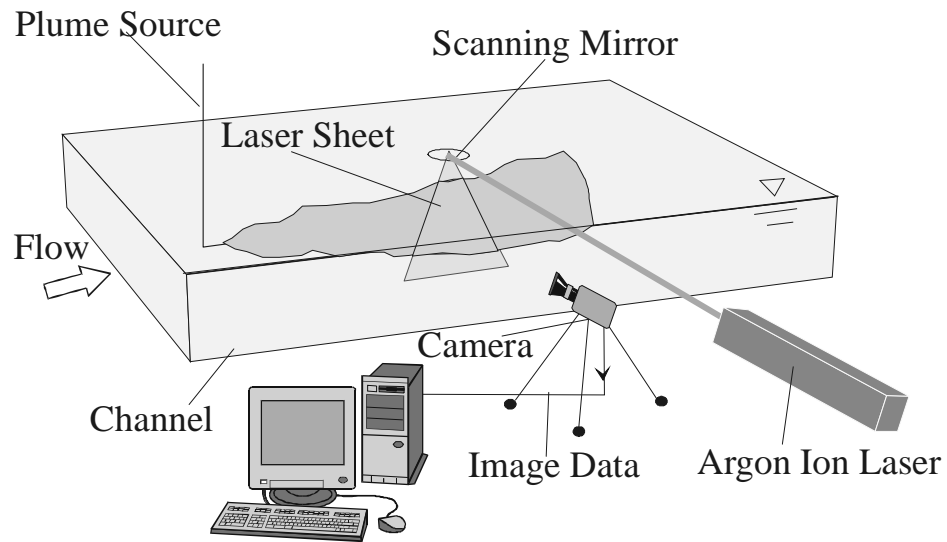 Plume Source
Scanning Mirror
Laser Sheet
Flow
Camera
Channel
Image Data
Argon Ion Laser